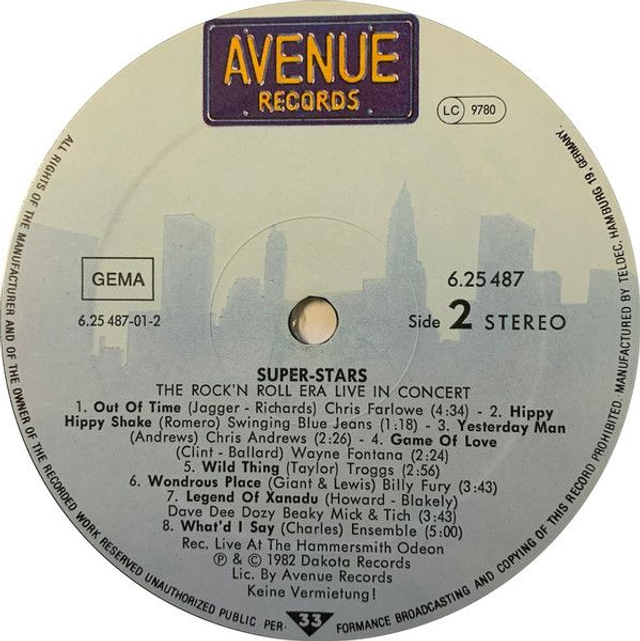 AVENUE
RECORDS
LC 9780
GEMA
6.25 487
6.25 487-01-2
Side 2 STEREO
SUPER-STARS
THE ROCK'N ROLL ERA LIVE IN CONCERT
1. Out Of Time (Jagger - Richards) Chris Farlowe (4:34) - 2. Hippy
Hippy Shake (Romero) Swinging Blue Jeans (1:18) - 3. Yesterday Man
(Andrews) Chris Andrews (2:26) - 4. Game Of Love
(Clint - Ballard) Wayne Fontana (2:24)
5. Wild Thing (Taylor) Troggs (2:56)
6. Wondrous Place (Giant & Lewis) Billy Fury (3:43)
7. Legend Of Xanadu (Howard - Blakely)
Dave Dee Dozy Beaky Mick & Tich (3:43)
8. What'd I Say (Charles) Ensemble (5:00)
Rec. Live At The Hammersmith Odeon
℗ & © 1982 Dakota Records
Lic. By Avenue Records
Keine Vermietung!
ALL RIGHTS OF THE MANUFACTURER AND OF THE OWNER OF THE RECORDED WORK RESERVED UNAUTHORIZED PUBLIC PER- 33 FORMANCE BROADCASTING AND COPYING OF THIS RECORD PROHIBITED. MANUFACTURED BY TELDEC, HAMBURG 19, GERMANY.